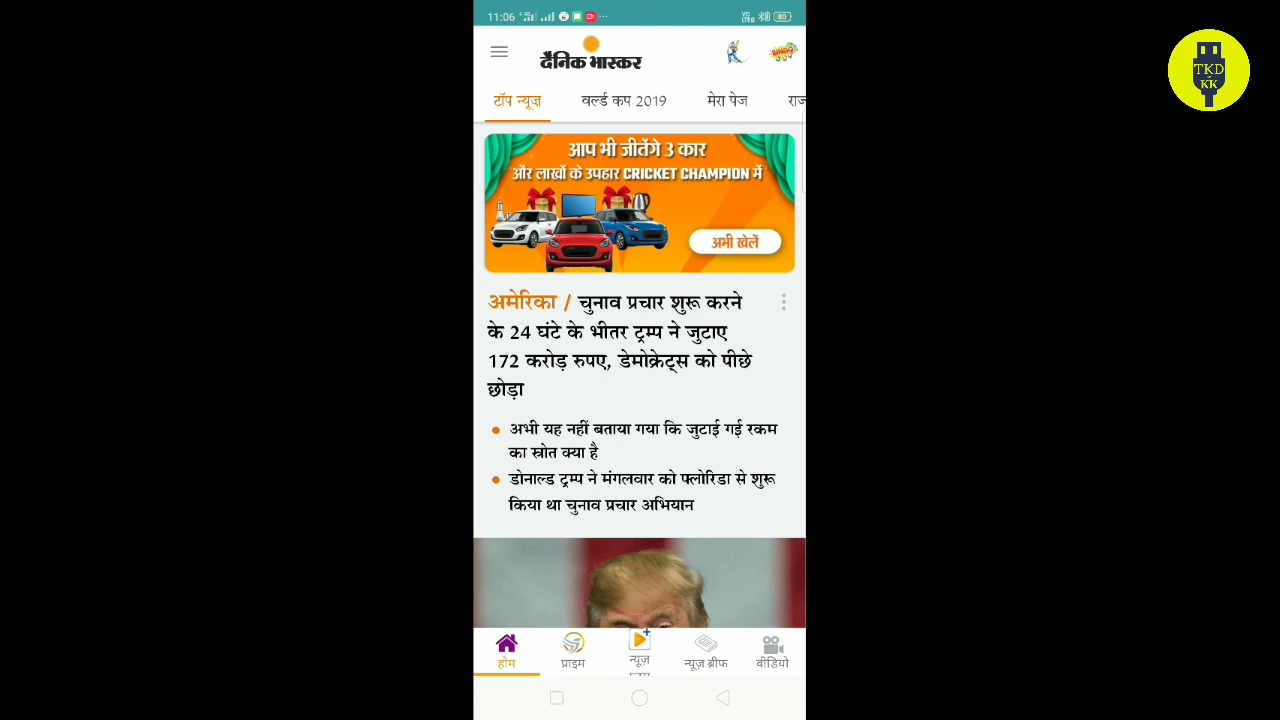 11:06
TKD
KK
दैनिक भास्कर
BINGO
टॉप न्यूज़ वर्ल्ड कप 2019 मेरा पेज
आप भी जीतेंगे 3 कार
और लाखों के उपहार CRICKET CHAMPION में
अभी खेलें
अमेरिका / चुनाव प्रचार शुरू करने
के 24 घंटे के भीतर ट्रम्प ने जुटाए
172 करोड़ रुपए, डेमोक्रेट्स को पीछे
छोड़ा
अभी यह नहीं बताया गया कि जुटाई गई रकम
का स्रोत क्या है
डोनाल्ड ट्रम्प ने मंगलवार को फ्लोरिडा से शुरू
किया था चुनाव प्रचार अभियान
होम प्राइम न्यूज़ न्यूज़ ब्रीफ वीडियो